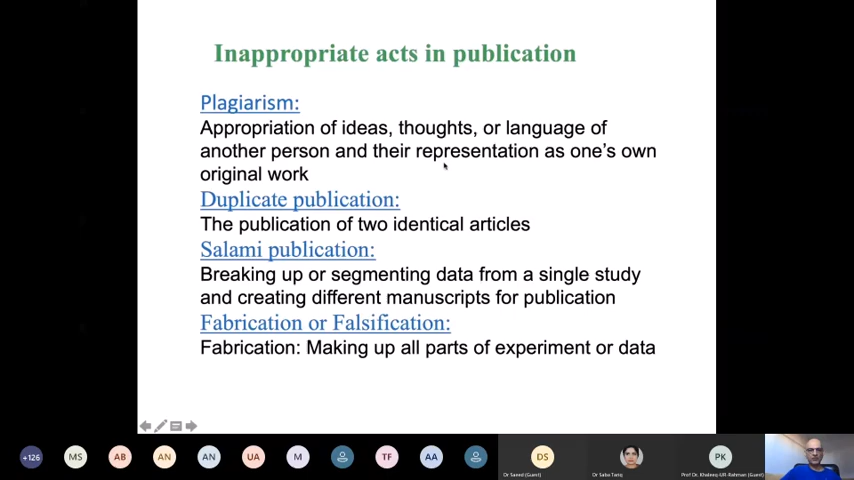 Inappropriate acts in publication
Plagiarism:
Appropriation of ideas, thoughts, or language of
another person and their representation as one's own
original work
Duplicate publication:
The publication of two identical articles
Salami publication:
Breaking up or segmenting data from a single study
and creating different manuscripts for publication
Fabrication or Falsification:
Fabrication: Making up all parts of experiment or data
+126 MS AB AN AN UA M TF AA DS PK
Dr Saeed (Guest) Dr Saba Tariq Prof Dr. Khaleeq-UR-Rahman (Guest)